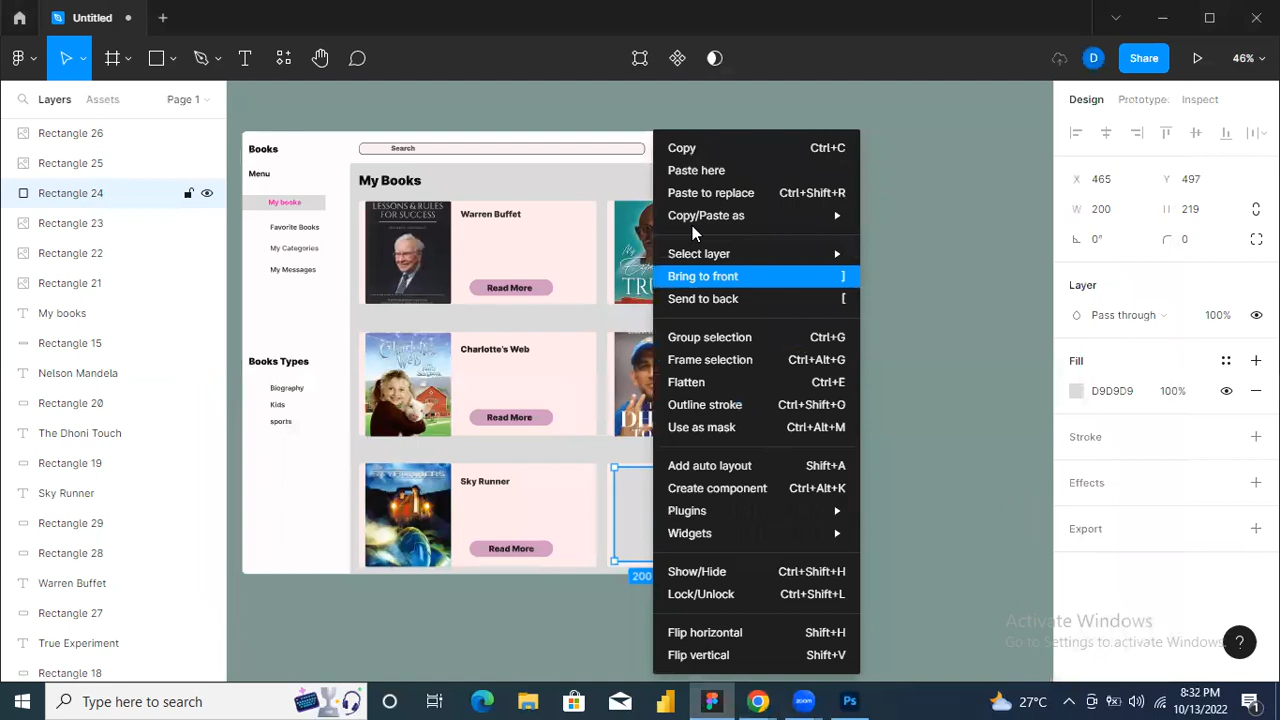 Untitled
Share
46%
Layers
Assets
Page 1
Design
Prototype:
Inspect
Rectangle 26
Rectangle 25
Rectangle 24
Rectangle 23
Rectangle 22
Rectangle 21
My books
Rectangle 15
Nelson Mandela
Rectangle 20
The Dhoni Touch
Rectangle 19
Sky Runner
Rectangle 29
Rectangle 28
Warren Buffet
Rectangle 27
True Experiment
Rectangle 18
Books
Search
Menu
My books
Favorite Books
My Categories
My Messages
Books Types
Biography
Kids
sports
My Books
LESSONS & RULES
FOR SUCCESS
Warren Buffet
Read More
Charlotte's Web
Read More
Sky Runner
Read More
200
Copy Ctrl+C
Paste here
Paste to replace Ctrl+Shift+R
Copy/Paste as
Select layer
Bring to front ]
Send to back [
Group selection Ctrl+G
Frame selection Ctrl+Alt+G
Flatten Ctrl+E
Outline stroke Ctrl+Shift+O
Use as mask Ctrl+Alt+M
Add auto layout Shift+A
Create component Ctrl+Alt+K
Plugins
Widgets
Show/Hide Ctrl+Shift+H
Lock/Unlock Ctrl+Shift+L
Flip horizontal Shift+H
Flip vertical Shift+V
X 465 Y 497
W 200 H 219
0° 0
Layer
Pass through 100%
Fill
D9D9D9 100%
Stroke
Effects
Export
Activate Windows
Go to Settings to activate Windows.
?
Type here to search
27°C
8:32 PM
10/13/2022